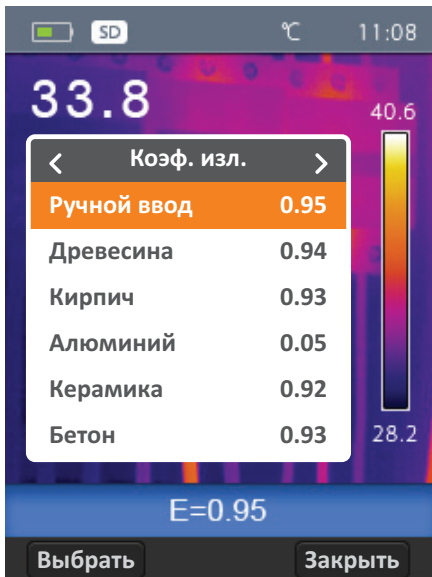 SD ℃ 11:08
33.8
40.6
Коэф. изл.
Ручной ввод 0.95
Древесина 0.94
Кирпич 0.93
Алюминий 0.05
Керамика 0.92
Бетон 0.93
28.2
E=0.95
Выбрать Закрыть